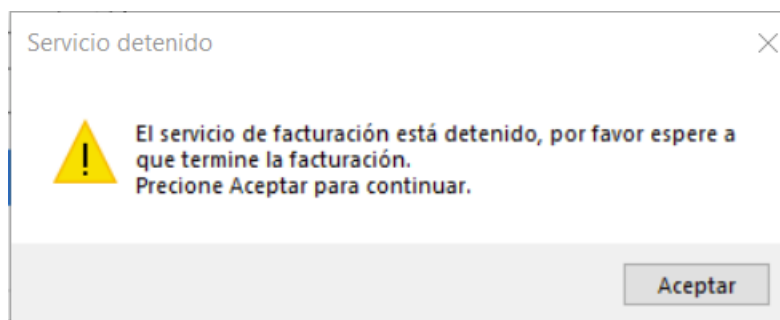 Servicio detenido
El servicio de facturación está detenido, por favor espere a
que termine la facturación.
Precione Aceptar para continuar.
Aceptar